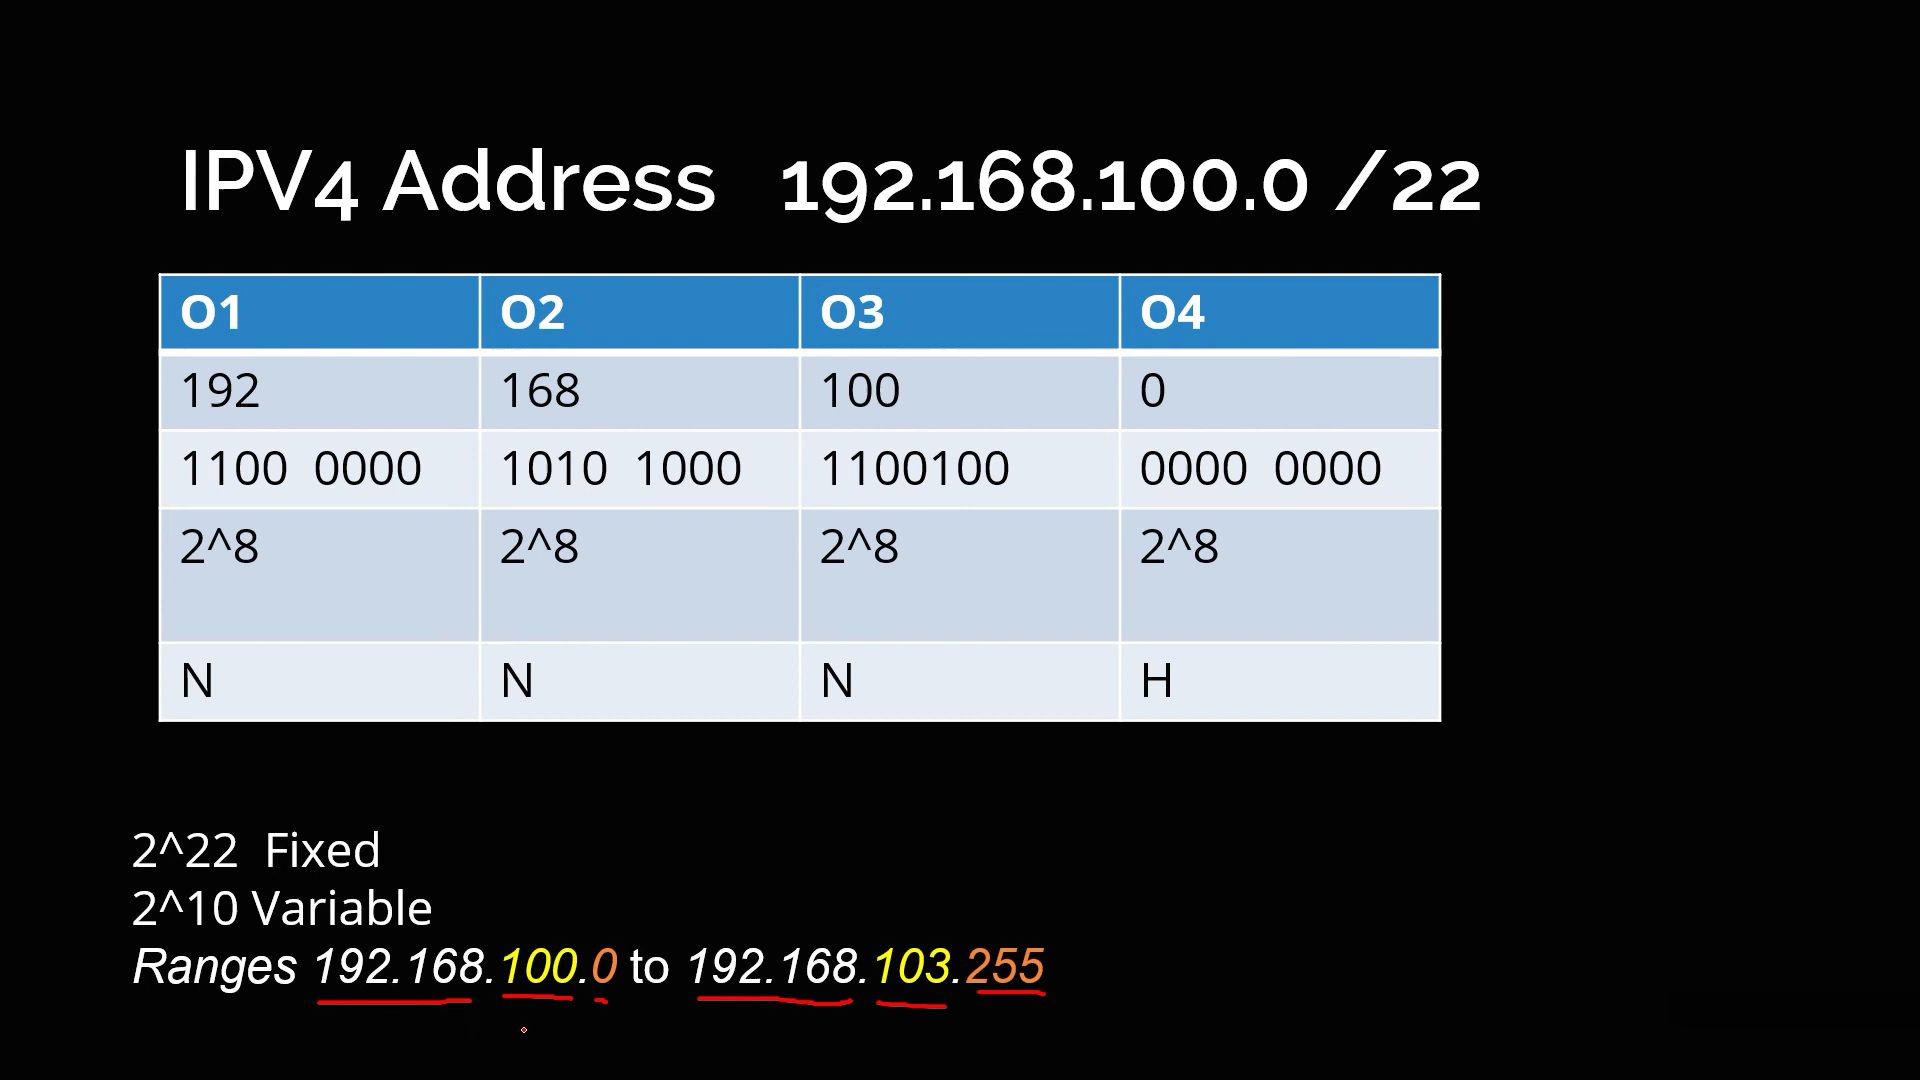 IPV4 Address 192.168.100.0 /22
O1 O2 O3 O4
192 168 100 0
1100 0000 1010 1000 1100100 0000 0000
2^8 2^8 2^8 2^8
N N N H
2^22 Fixed
2^10 Variable
Ranges 192.168.100.0 to 192.168.103.255